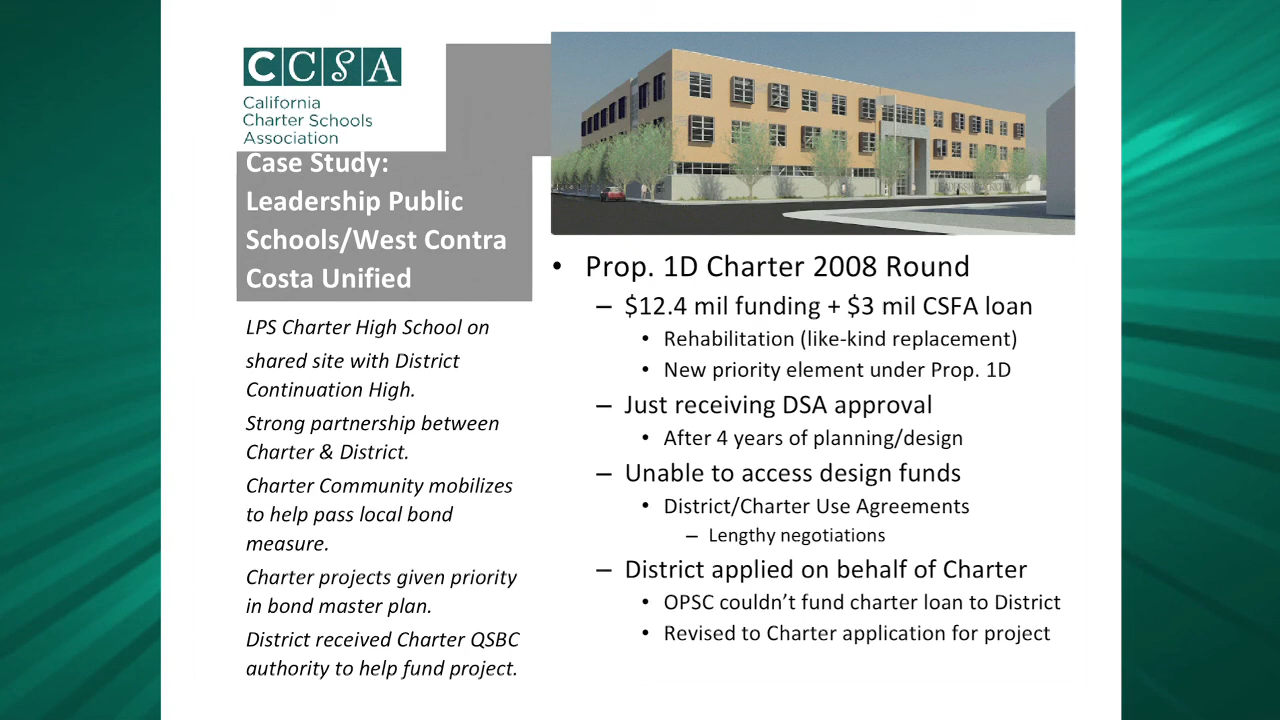 CCSA
California
Charter Schools
Association
Case Study:
Leadership Public
Schools/West Contra
Costa Unified
LPS Charter High School on
shared site with District
Continuation High.
Strong partnership between
Charter & District.
Charter Community mobilizes
to help pass local bond
measure.
Charter projects given priority
in bond master plan.
District received Charter QSBC
authority to help fund project.
• Prop. 1D Charter 2008 Round
– $12.4 mil funding + $3 mil CSFA loan
• Rehabilitation (like-kind replacement)
• New priority element under Prop. 1D
– Just receiving DSA approval
• After 4 years of planning/design
– Unable to access design funds
• District/Charter Use Agreements
– Lengthy negotiations
– District applied on behalf of Charter
• OPSC couldn’t fund charter loan to District
• Revised to Charter application for project